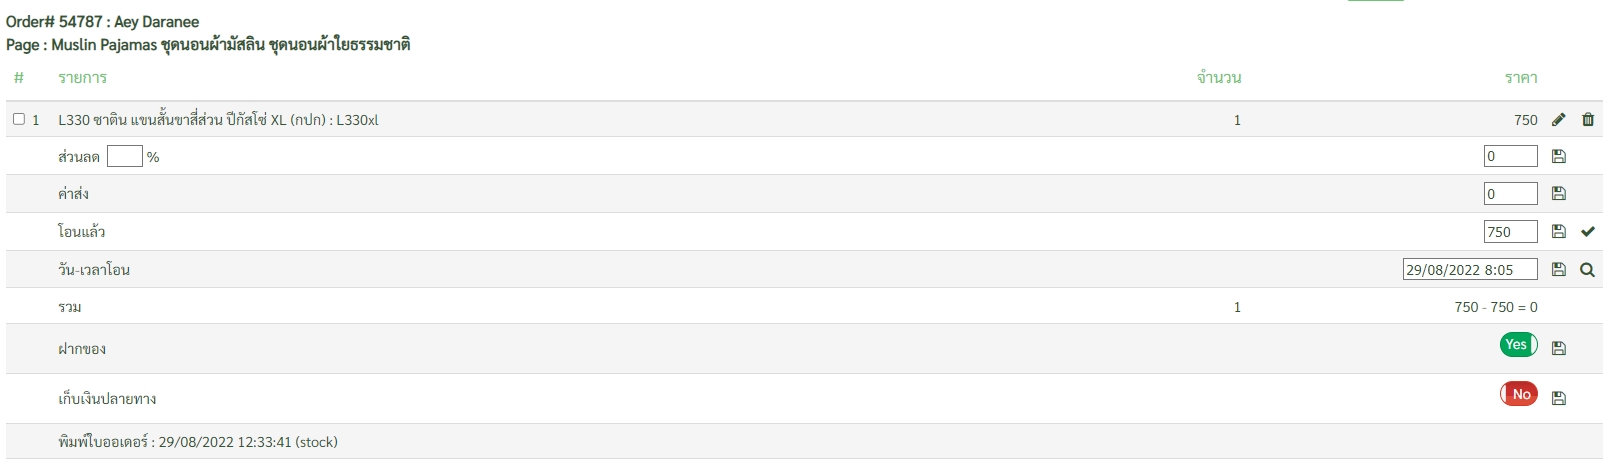 Order# 54787 : Aey Daranee
Page : Muslin Pajamas ชุดนอนผ้ามัสลิน ชุดนอนผ้าใยธรรมชาติ
# รายการ จำนวน ราคา
1 L330 ซาติน แขนสั้นขาสี่ส่วน ปีกัสโซ่ XL (กปก) : L330xl 1 750
ส่วนลด % 0
ค่าส่ง 0
โอนแล้ว 750
วัน-เวลาโอน 29/08/2022 8:05
รวม 1 750 - 750 = 0
ฝากของ Yes
เก็บเงินปลายทาง No
พิมพ์ใบออเดอร์ : 29/08/2022 12:33:41 (stock)